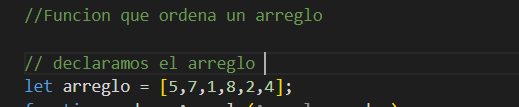 //Funcion que ordena un arreglo
// declaramos el arreglo
let arreglo = [5,7,1,8,2,4];